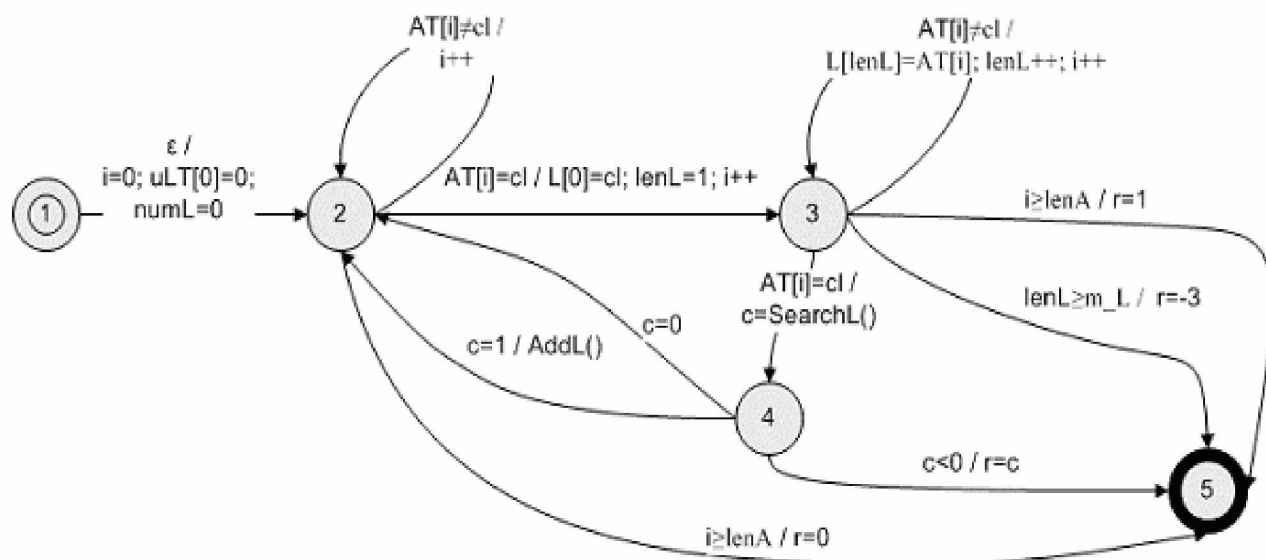 AT[i]≠cl /
i++
AT[i]≠cl /
L[lenL]=AT[i]; lenL++; i++
ε /
i=0; uLT[0]=0;
numL=0
AT[i]=cl / L[0]=cl; lenL=1; i++
1
2
3
i≥lenA / r=1
AT[i]=cl /
c=SearchL()
lenL≥m_L / r=-3
c=0
c=1 / AddL()
4
c<0 / r=c
5
i≥lenA / r=0